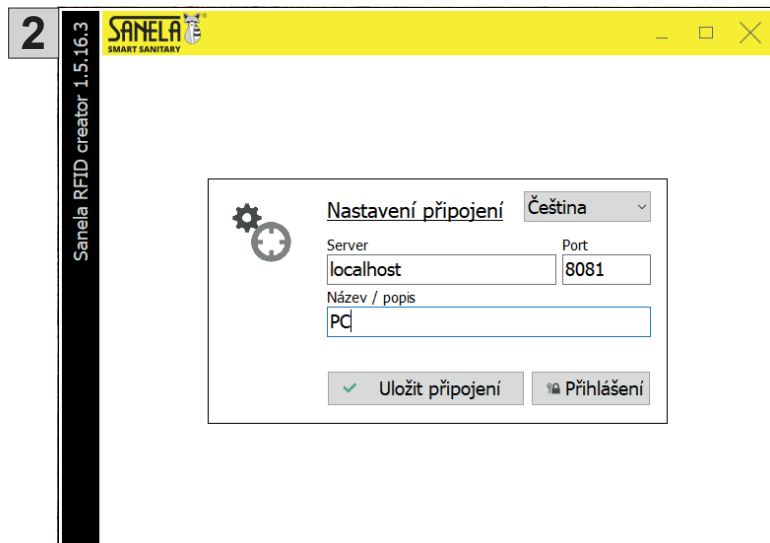 2
SANELA®
SMART SANITARY
Sanela RFID creator 1.5.16.3
Nastavení připojení
Čeština
Server
Port
localhost
8081
Název / popis
PC
Uložit připojení
Přihlášení